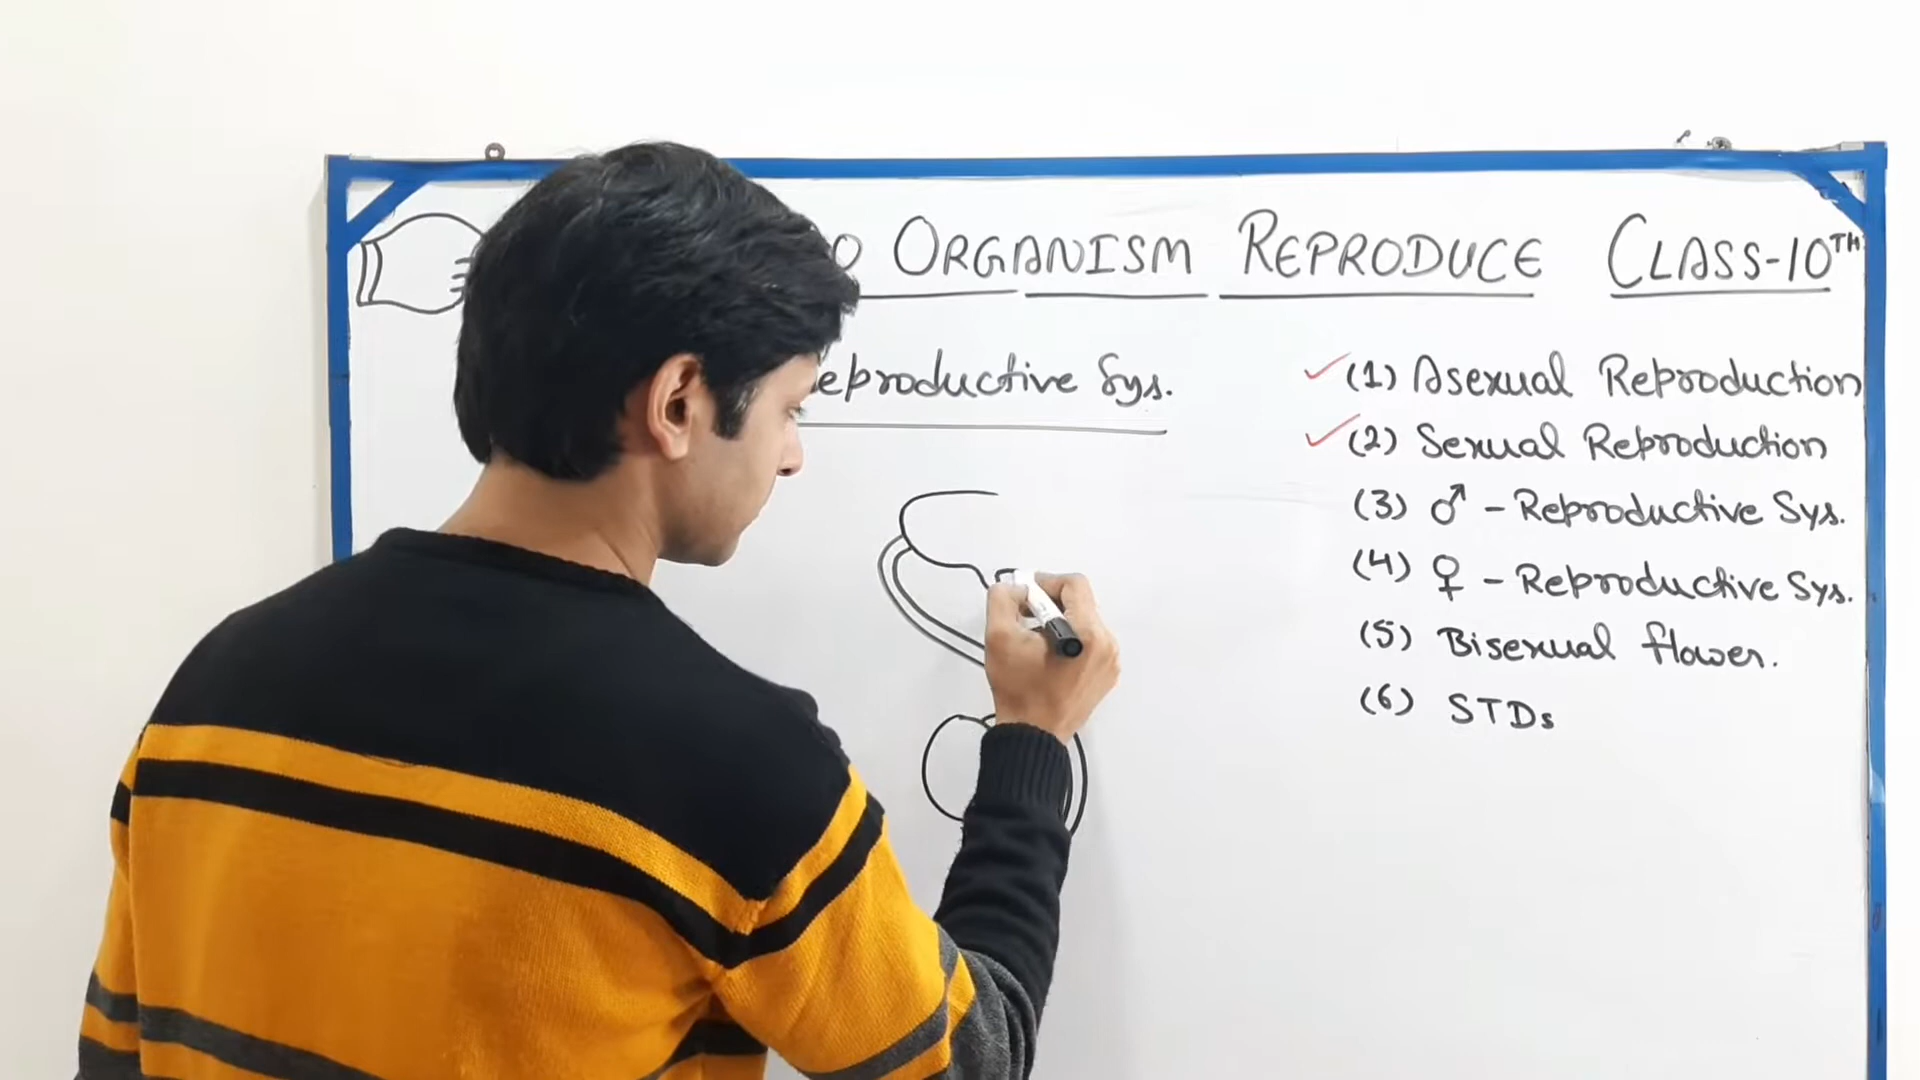 O ORGANISM REPRODUCE CLASS-10TH
eproductive Sys.
(1) Asexual Reproduction
(2) Sexual Reproduction
(3) ♂ - Reproductive Sys.
(4) ♀ - Reproductive Sys.
(5) Bisexual flower.
(6) STDs